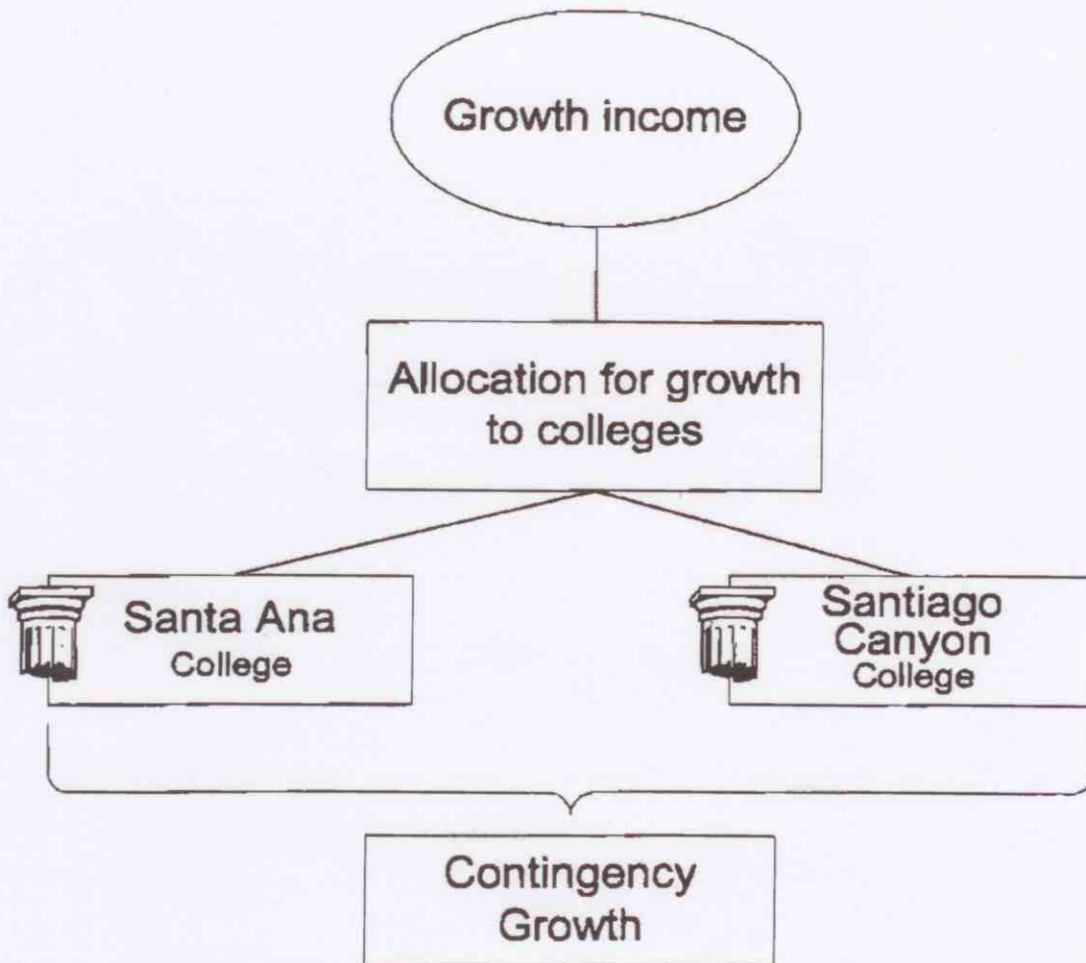 Growth income
Allocation for growth
to colleges
Santa Ana
College
Santiago
Canyon
College
Contingency
Growth